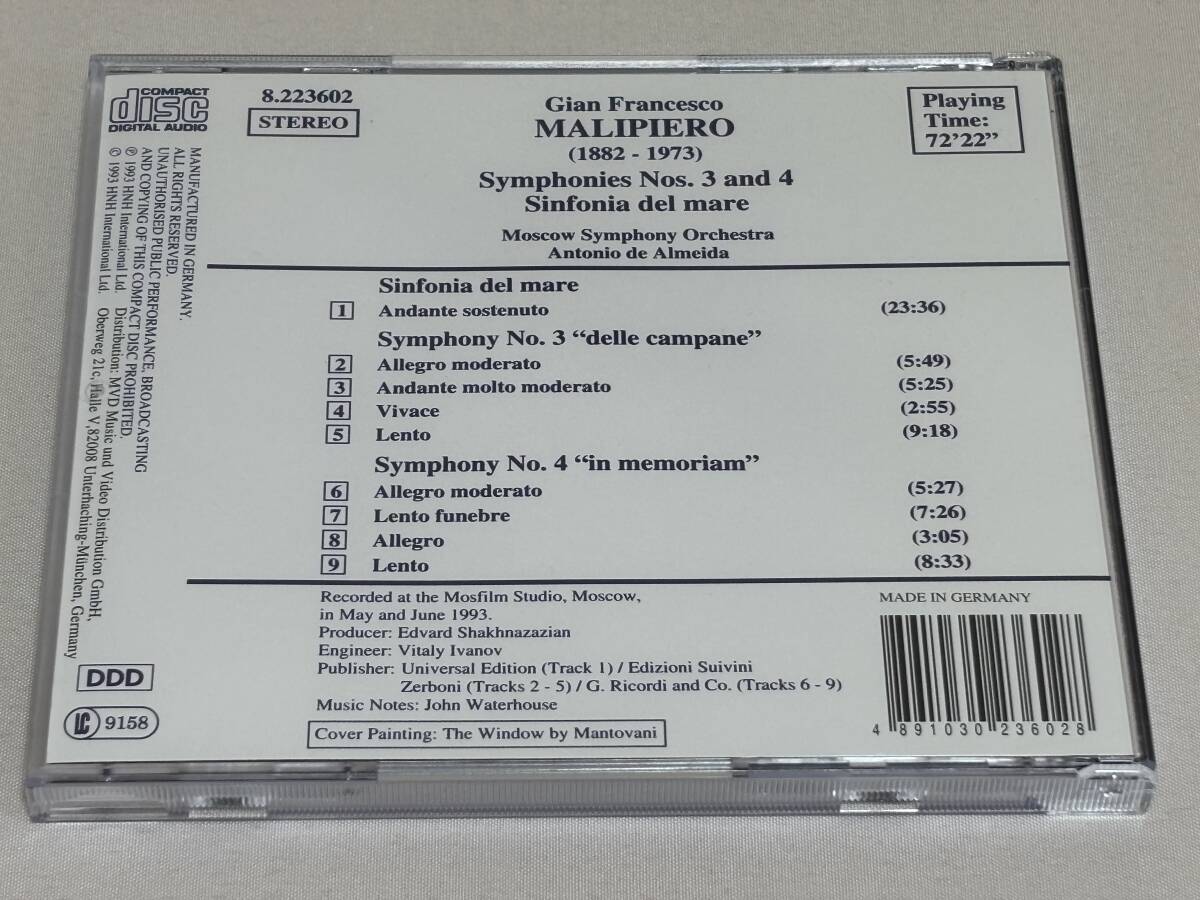 COMPACT
disc
DIGITAL AUDIO
8.223602
STEREO
Gian Francesco
MALIPIERO
(1882 - 1973)
Symphonies Nos. 3 and 4
Sinfonia del mare
Moscow Symphony Orchestra
Antonio de Almeida
Playing
Time:
72'22"
Sinfonia del mare
1 Andante sostenuto (23:36)
Symphony No. 3 “delle campane”
2 Allegro moderato (5:49)
3 Andante molto moderato (5:25)
4 Vivace (2:55)
5 Lento (9:18)
Symphony No. 4 “in memoriam”
6 Allegro moderato (5:27)
7 Lento funebre (7:26)
8 Allegro (3:05)
9 Lento (8:33)
Recorded at the Mosfilm Studio, Moscow,
in May and June 1993.
Producer: Edvard Shakhnazazian
Engineer: Vitaly Ivanov
Publisher: Universal Edition (Track 1) / Edizioni Suivini
Zerboni (Tracks 2 - 5) / G. Ricordi and Co. (Tracks 6 - 9)
Music Notes: John Waterhouse
Cover Painting: The Window by Mantovani
MADE IN GERMANY
4 891030 236028
MANUFACTURED IN GERMANY.
ALL RIGHTS RESERVED.
UNAUTHORISED PUBLIC PERFORMANCE, BROADCASTING
AND COPYING OF THIS COMPACT DISC PROHIBITED.
℗ 1993 HNH International Ltd. Distribution: MVD Music und Video Distribution GmbH,
© 1993 HNH International Ltd. Oberweg 21c, Halle V,82008 Unterhaching-München, Germany
DDD
LC 9158